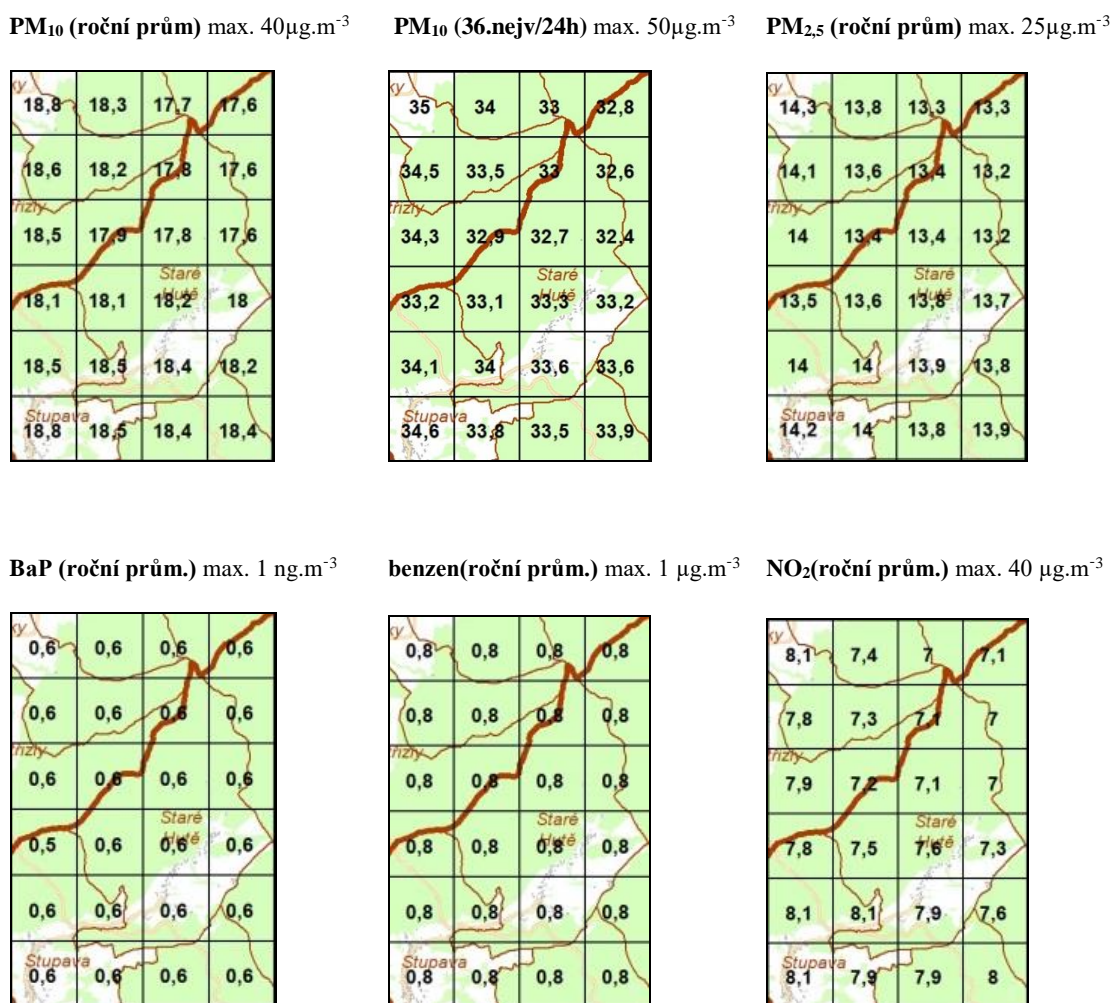 PM₁₀ (roční prům) max. 40µg.m⁻³ PM₁₀ (36.nejv/24h) max. 50µg.m⁻³ PM₂,₅ (roční prům) max. 25µg.m⁻³
18,8 18,3 17,7 17,6 35 34 33 32,8 14,3 13,8 13,3 13,3
18,6 18,2 17,8 17,6 34,5 33,5 33 32,6 14,1 13,6 13,4 13,2
18,5 17,9 17,8 17,6 34,3 32,9 32,7 32,4 14 13,4 13,4 13,2
Staré Staré Staré
Hutě Hutě Hutě
18,1 18,1 18,2 18 33,2 33,1 33,3 33,2 13,5 13,6 13,8 13,7
18,5 18,5 18,4 18,2 34,1 34 33,6 33,6 14 14 13,9 13,8
Stupava Stupava Stupava
18,8 18,5 18,4 18,4 34,6 33,8 33,5 33,9 14,2 14 13,8 13,9
BaP (roční prům.) max. 1 ng.m⁻³ benzen(roční prům.) max. 1 µg.m⁻³ NO₂(roční prům.) max. 40 µg.m⁻³
0,6 0,6 0,6 0,6 0,8 0,8 0,8 0,8 8,1 7,4 7 7,1
0,6 0,6 0,6 0,6 0,8 0,8 0,8 0,8 7,8 7,3 7,1 7
0,6 0,6 0,6 0,6 0,8 0,8 0,8 0,8 7,9 7,2 7,1 7
Staré Staré Staré
Hutě Hutě Hutě
0,5 0,6 0,6 0,6 0,8 0,8 0,8 0,8 7,8 7,5 7,6 7,3
0,6 0,6 0,6 0,6 0,8 0,8 0,8 0,8 8,1 8,1 7,9 7,6
Stupava Stupava Stupava
0,6 0,6 0,6 0,6 0,8 0,8 0,8 0,8 8,1 7,9 7,9 8